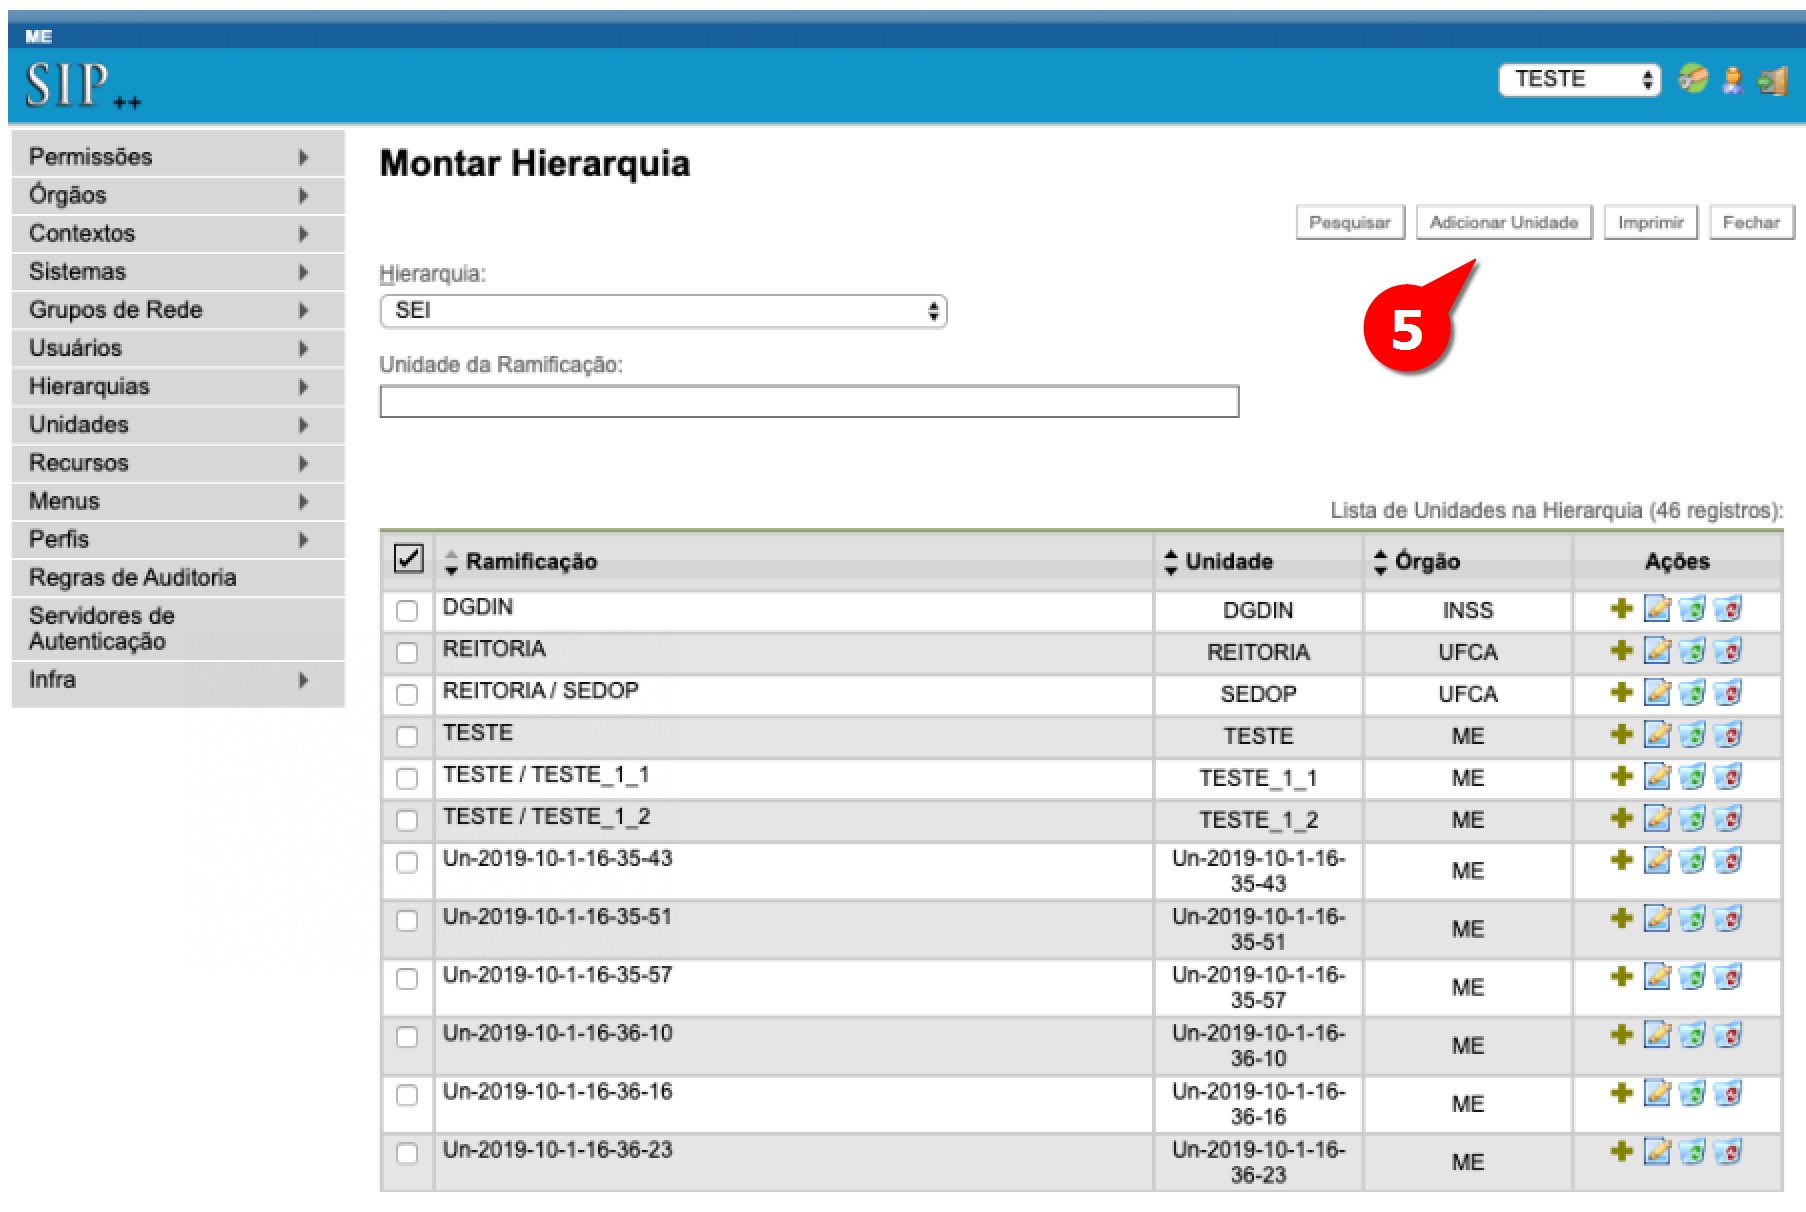 ME
SIP ++
TESTE
Permissões
Órgãos
Contextos
Sistemas
Grupos de Rede
Usuários
Hierarquias
Unidades
Recursos
Menus
Perfis
Regras de Auditoria
Servidores de
Autenticação
Infra
Montar Hierarquia
Pesquisar Adicionar Unidade Imprimir Fechar
5
Hierarquia:
SEI
Unidade da Ramificação:
Lista de Unidades na Hierarquia (46 registros):
Ramificação Unidade Órgão Ações
DGDIN DGDIN INSS
REITORIA REITORIA UFCA
REITORIA / SEDOP SEDOP UFCA
TESTE TESTE ME
TESTE / TESTE_1_1 TESTE_1_1 ME
TESTE / TESTE_1_2 TESTE_1_2 ME
Un-2019-10-1-16-35-43 Un-2019-10-1-16-
35-43 ME
Un-2019-10-1-16-35-51 Un-2019-10-1-16-
35-51 ME
Un-2019-10-1-16-35-57 Un-2019-10-1-16-
35-57 ME
Un-2019-10-1-16-36-10 Un-2019-10-1-16-
36-10 ME
Un-2019-10-1-16-36-16 Un-2019-10-1-16-
36-16 ME
Un-2019-10-1-16-36-23 Un-2019-10-1-16-
36-23 ME